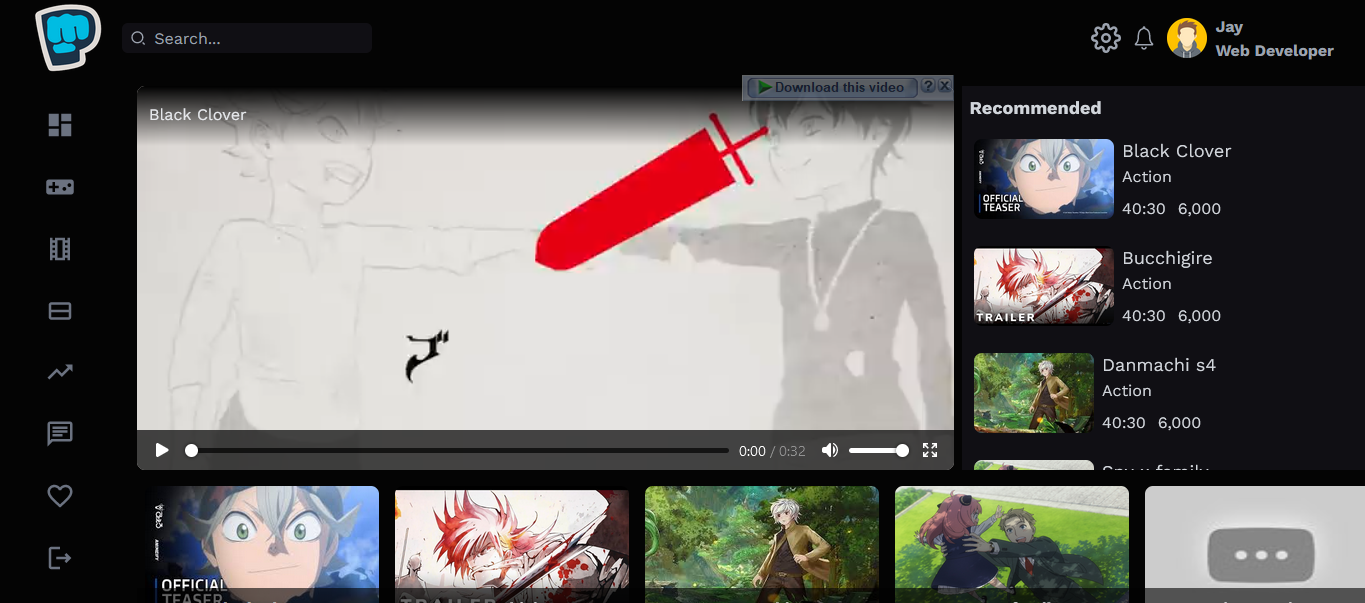 Search...
Jay
Web Developer
Download this video ? X
Black Clover
ブ
0:00 / 0:32
Recommended
OFFICIAL
TEASER
Black Clover
Action
40:30 6,000
TRAILER
Bucchigire
Action
40:30 6,000
Danmachi s4
Action
40:30 6,000
OFFICIAL
TEASER
TRAILER